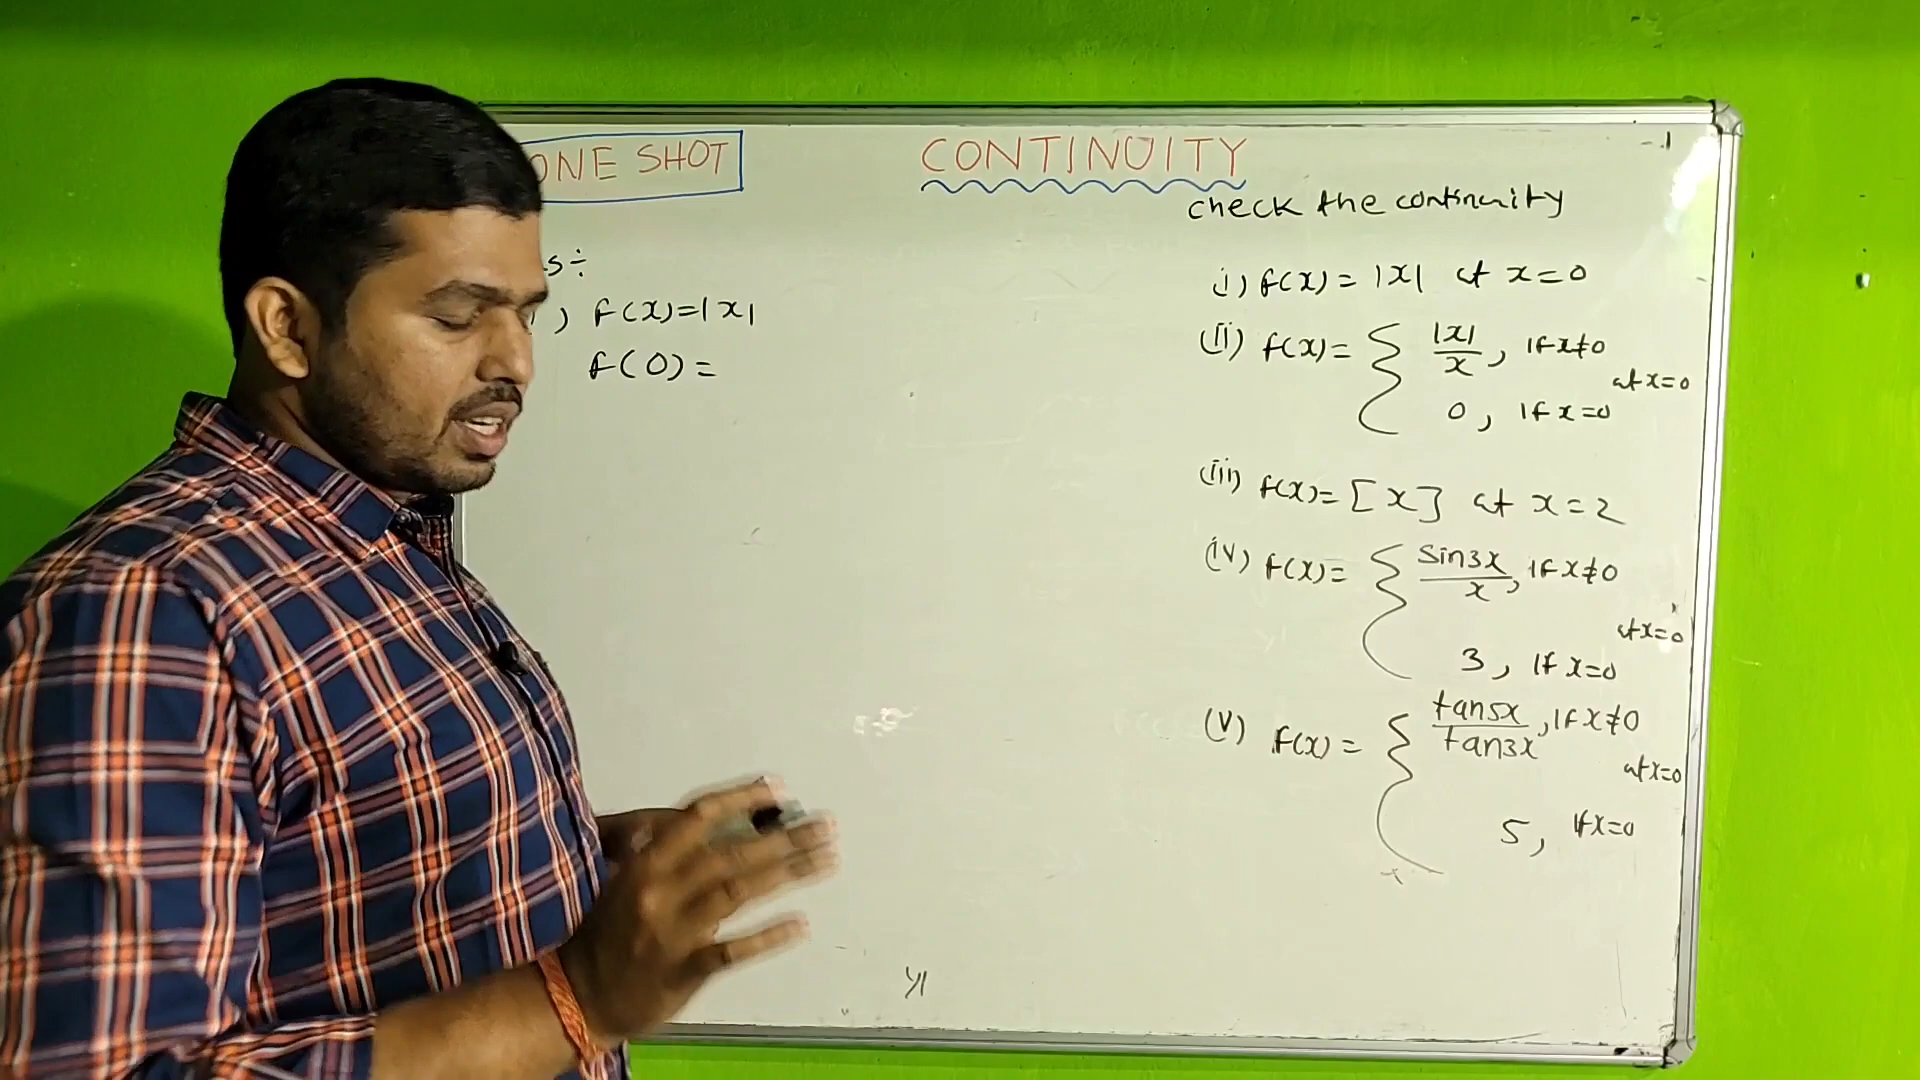 ONE SHOT
CONTINUITY
check the continuity
s÷
) f(x)=|x|
f(0)=
(i) f(x) = |x| at x=0
(ii) f(x) = { |x|/x, if x≠0
at x=0
0, if x=0
(iii) f(x)= [x] at x=2
(iv) f(x)= { sin3x/x, if x≠0
at x=0
3, if x=0
(v) f(x) = { tan5x/tan3x, if x≠0
at x=0
5, if x=0